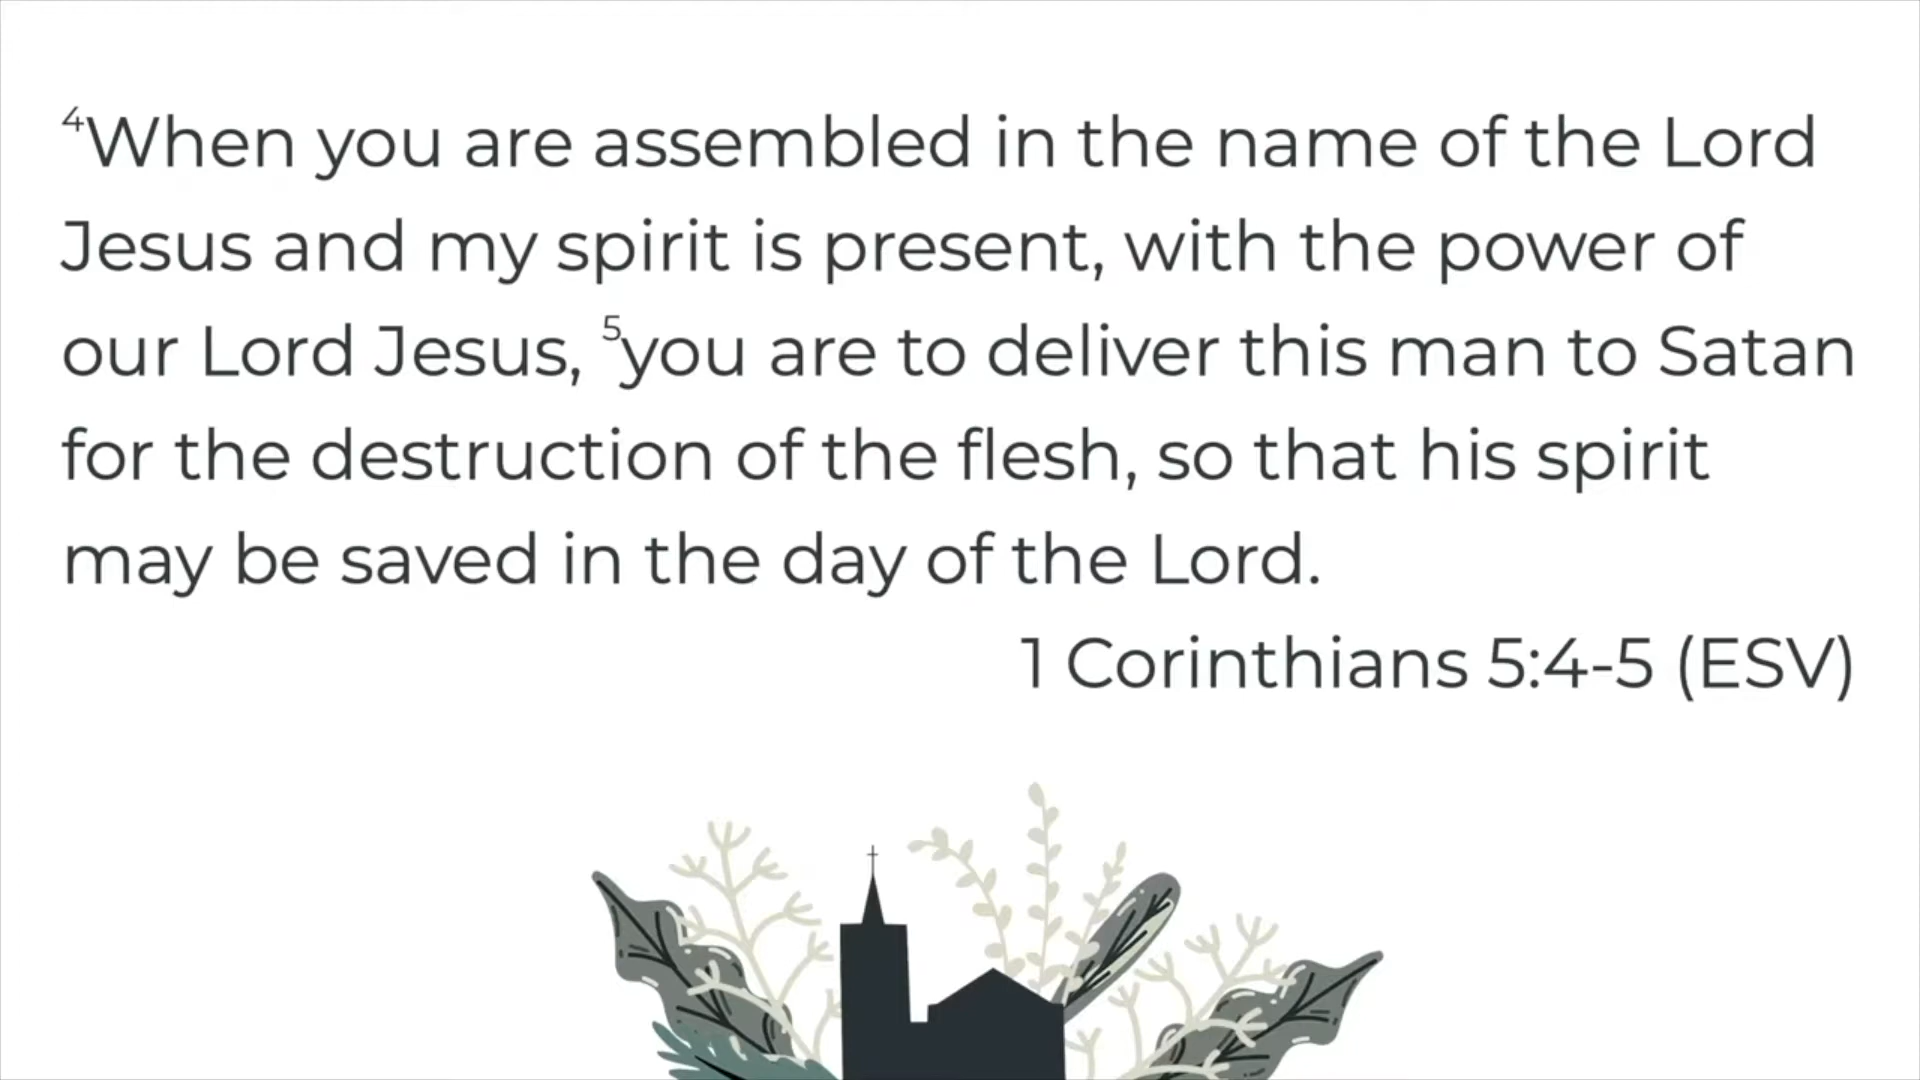 ⁴When you are assembled in the name of the Lord
Jesus and my spirit is present, with the power of
our Lord Jesus, ⁵you are to deliver this man to Satan
for the destruction of the flesh, so that his spirit
may be saved in the day of the Lord.
1 Corinthians 5:4-5 (ESV)